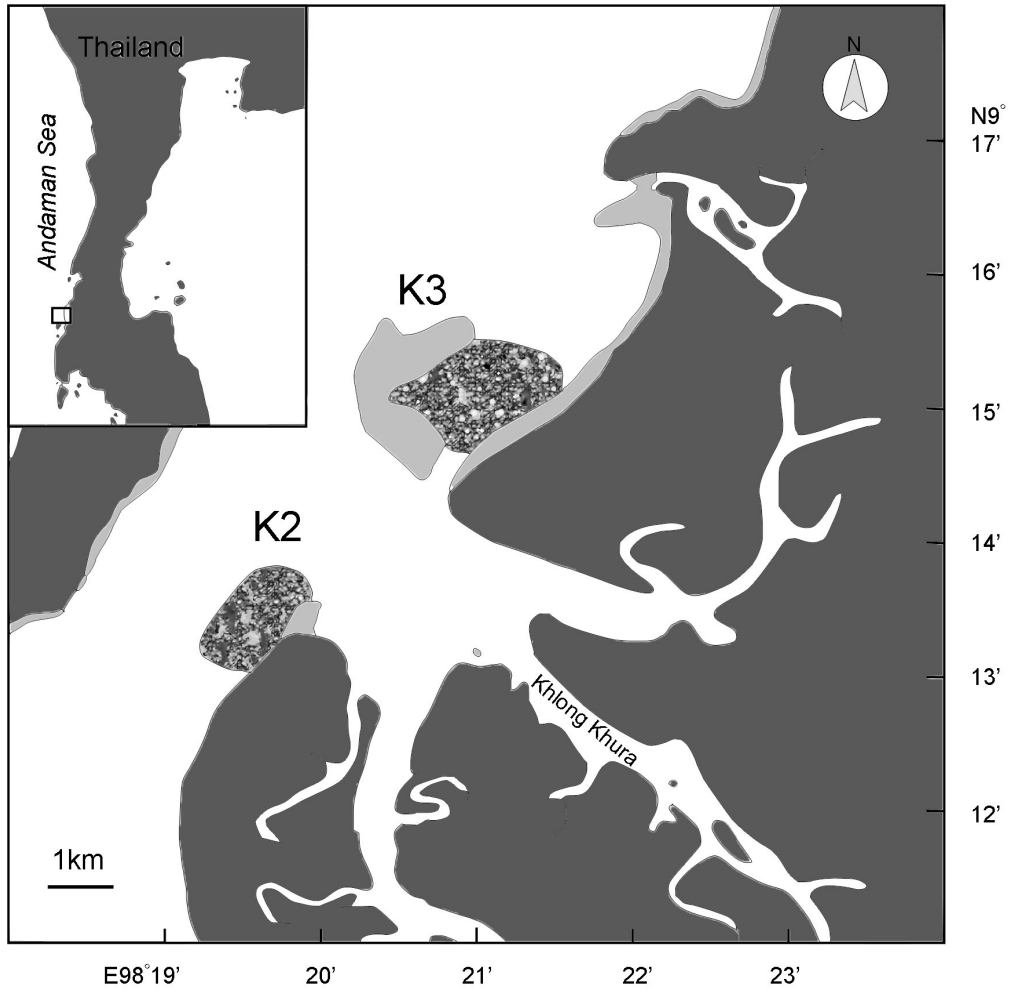 Thailand
Andaman Sea
N
N9°
17’
16’
K3
15’
14’
K2
13’
Khlong Khura
12’
1km
E98°19’ 20’ 21’ 22’ 23’